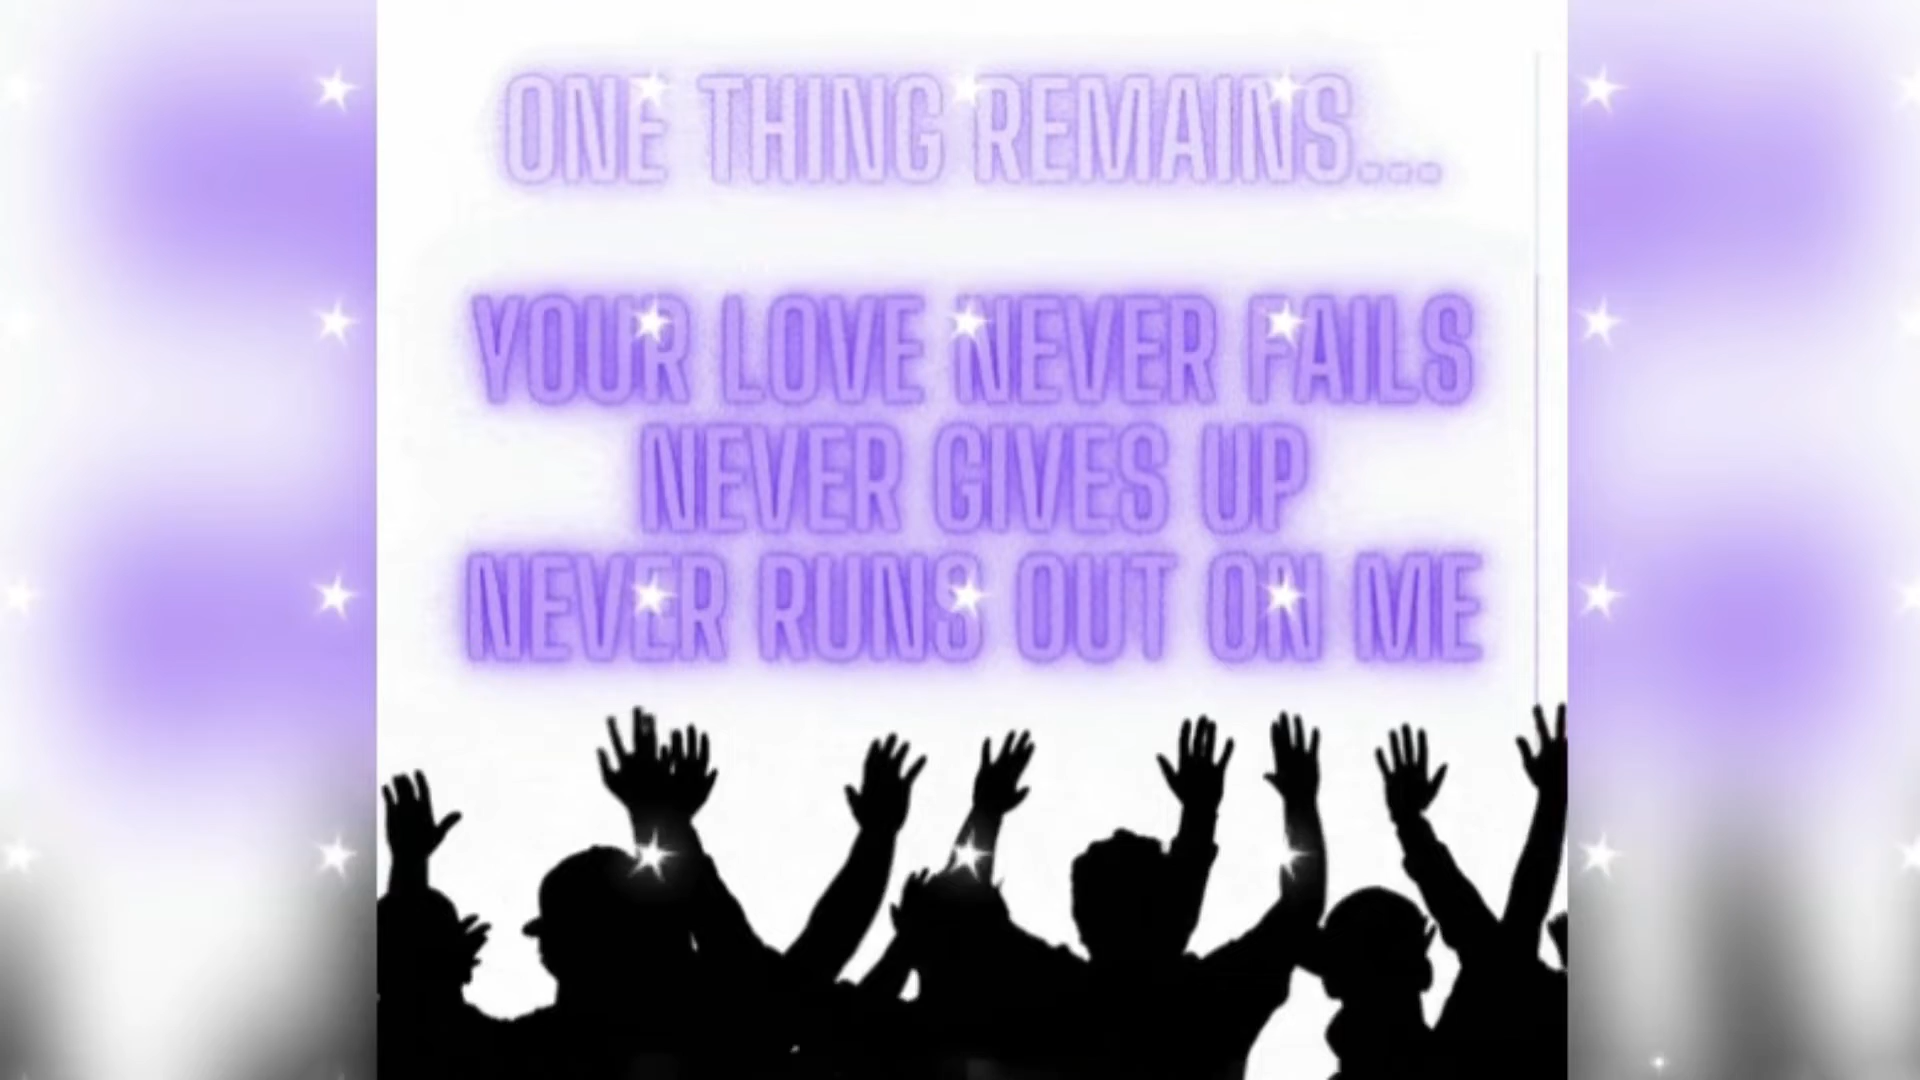 ONE THING REMAINS...
YOUR LOVE NEVER FAILS
NEVER GIVES UP
NEVER RUNS OUT ON ME